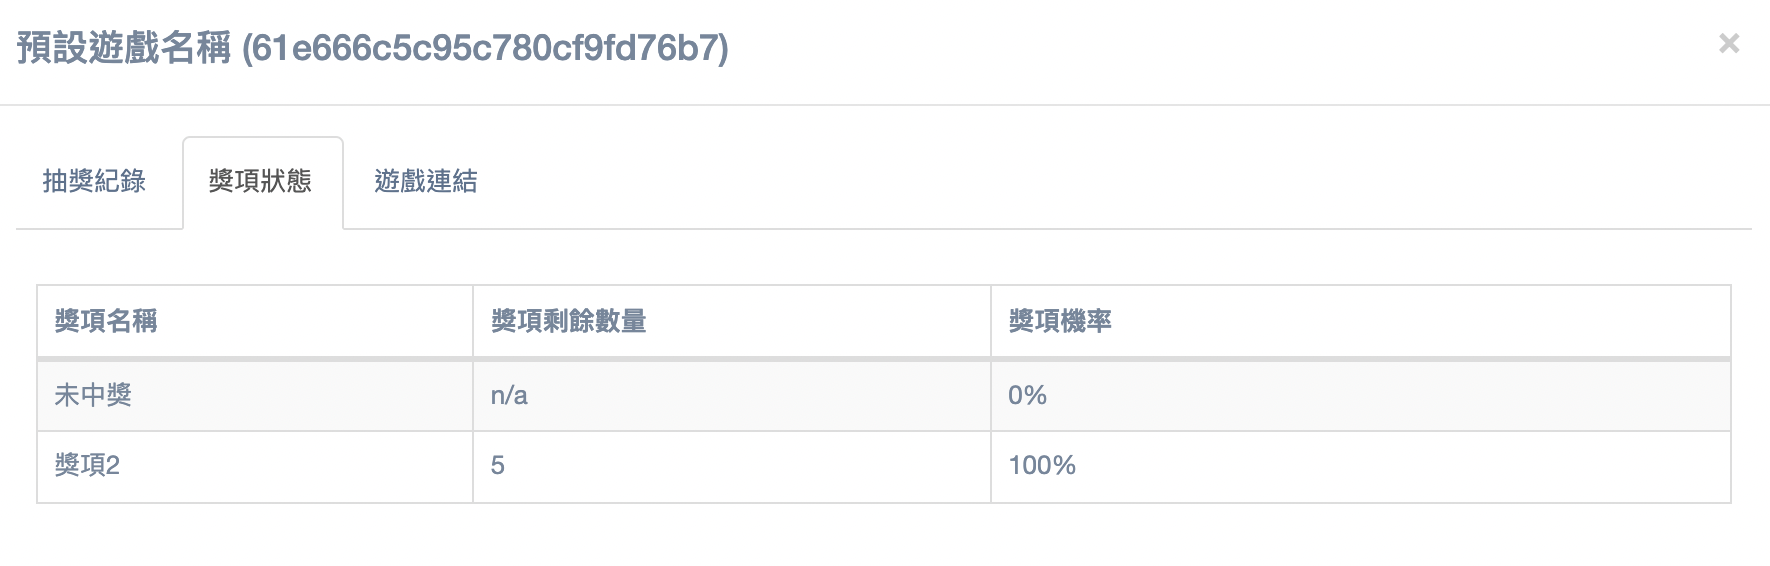 預設遊戲名稱 (61e666c5c95c780cf9fd76b7)
×
抽獎紀錄 獎項狀態 遊戲連結
獎項名稱 獎項剩餘數量 獎項機率
未中獎 n/a 0%
獎項2 5 100%